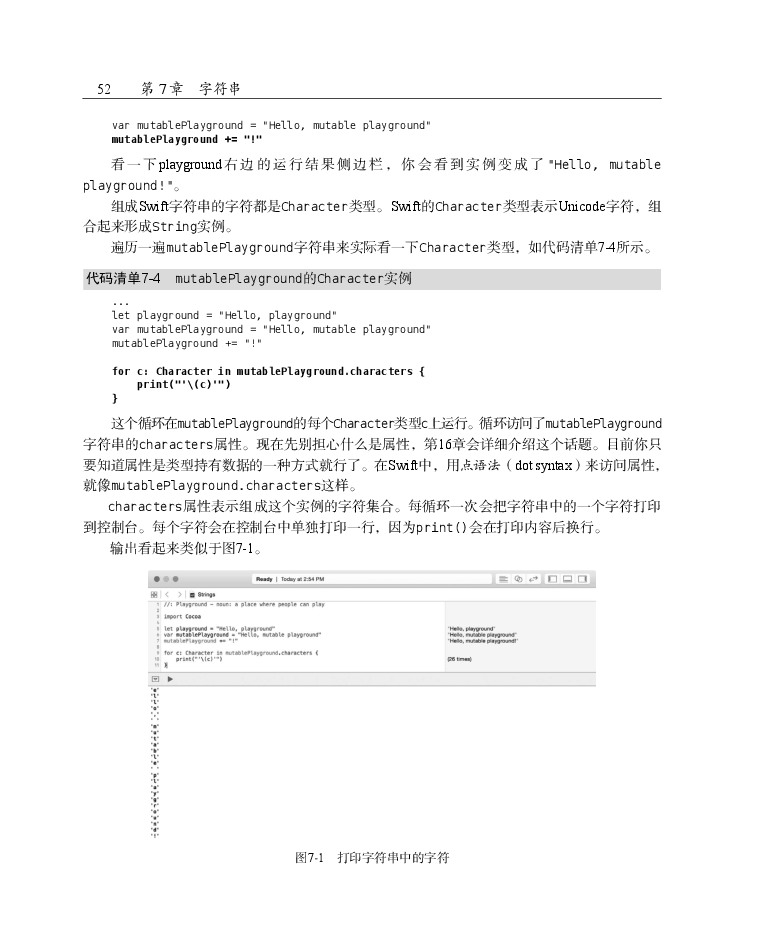 52 第 7 章 字符串
var mutablePlayground = "Hello, mutable playground"
mutablePlayground += "!"
看一下playground右边的运行结果侧边栏，你会看到实例变成了"Hello, mutable
playground!"。
组成Swift字符串的字符都是Character类型。Swift的Character类型表示Unicode字符，组
合起来形成String实例。
遍历一遍mutablePlayground字符串来实际看一下Character类型，如代码清单7-4所示。
代码清单7-4 mutablePlayground的Character实例
...
let playground = "Hello, playground"
var mutablePlayground = "Hello, mutable playground"
mutablePlayground += "!"
for c: Character in mutablePlayground.characters {
print("'\(c)'")
}
这个循环在mutablePlayground的每个Character类型c上运行。循环访问了mutablePlayground
字符串的characters属性。现在先别担心什么是属性，第16章会详细介绍这个话题。目前你只
要知道属性是类型持有数据的一种方式就行了。在Swift中，用点语法（dot syntax）来访问属性，
就像mutablePlayground.characters这样。
characters属性表示组成这个实例的字符集合。每循环一次会把字符串中的一个字符打印
到控制台。每个字符会在控制台中单独打印一行，因为print()会在打印内容后换行。
输出看起来类似于图7-1。
Ready | Today at 2:54 PM
Strings
1 //: Playground – noun: a place where people can play
2
3 import Cocoa
4
5 let playground = "Hello, playground" "Hello, playground"
6 var mutablePlayground = "Hello, mutable playground" "Hello, mutable playground"
7 mutablePlayground += "!" "Hello, mutable playground!"
8
9 for c: Character in mutablePlayground.characters {
10 print("'\(c)'") (26 times)
11 }
'e'
'l'
'l'
'o'
','
' '
'm'
'u'
't'
'a'
'b'
'l'
'e'
' '
'p'
'l'
'a'
'y'
'g'
'r'
'o'
'u'
'n'
'd'
'!'
图7-1 打印字符串中的字符